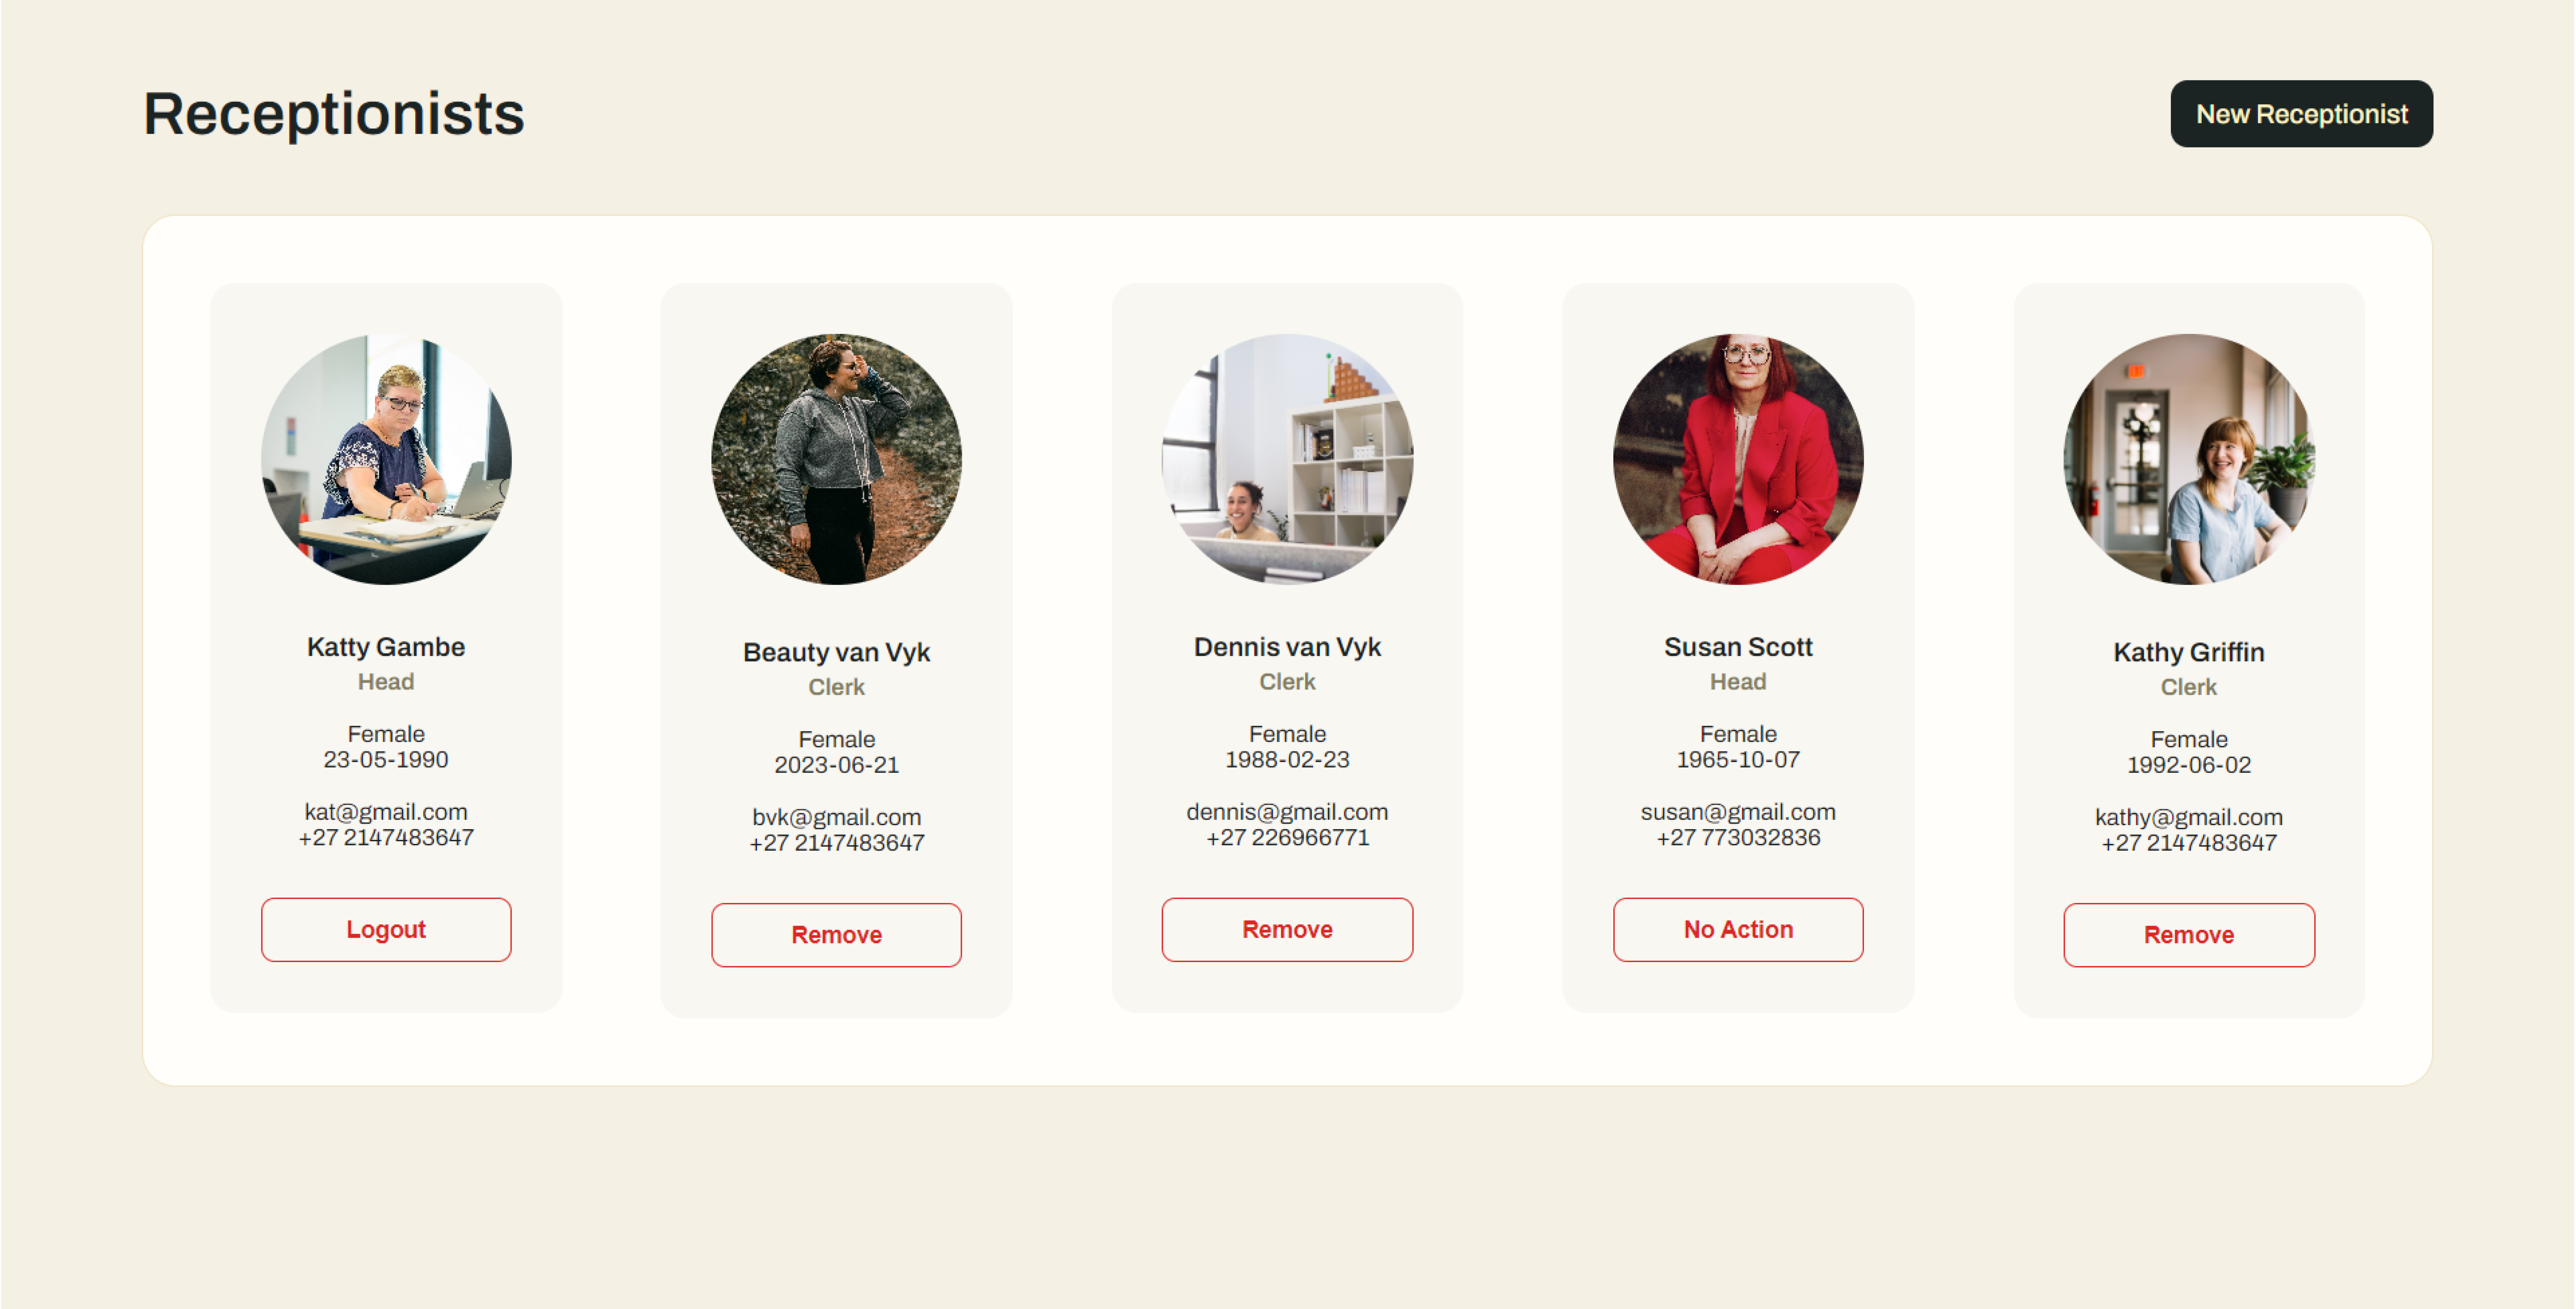 Receptionists
New Receptionist
Katty Gambe
Head
Female
23-05-1990
kat@gmail.com
+27 2147483647
Logout
Beauty van Vyk
Clerk
Female
2023-06-21
bvk@gmail.com
+27 2147483647
Remove
Dennis van Vyk
Clerk
Female
1988-02-23
dennis@gmail.com
+27 226966771
Remove
Susan Scott
Head
Female
1965-10-07
susan@gmail.com
+27 773032836
No Action
Kathy Griffin
Clerk
Female
1992-06-02
kathy@gmail.com
+27 2147483647
Remove